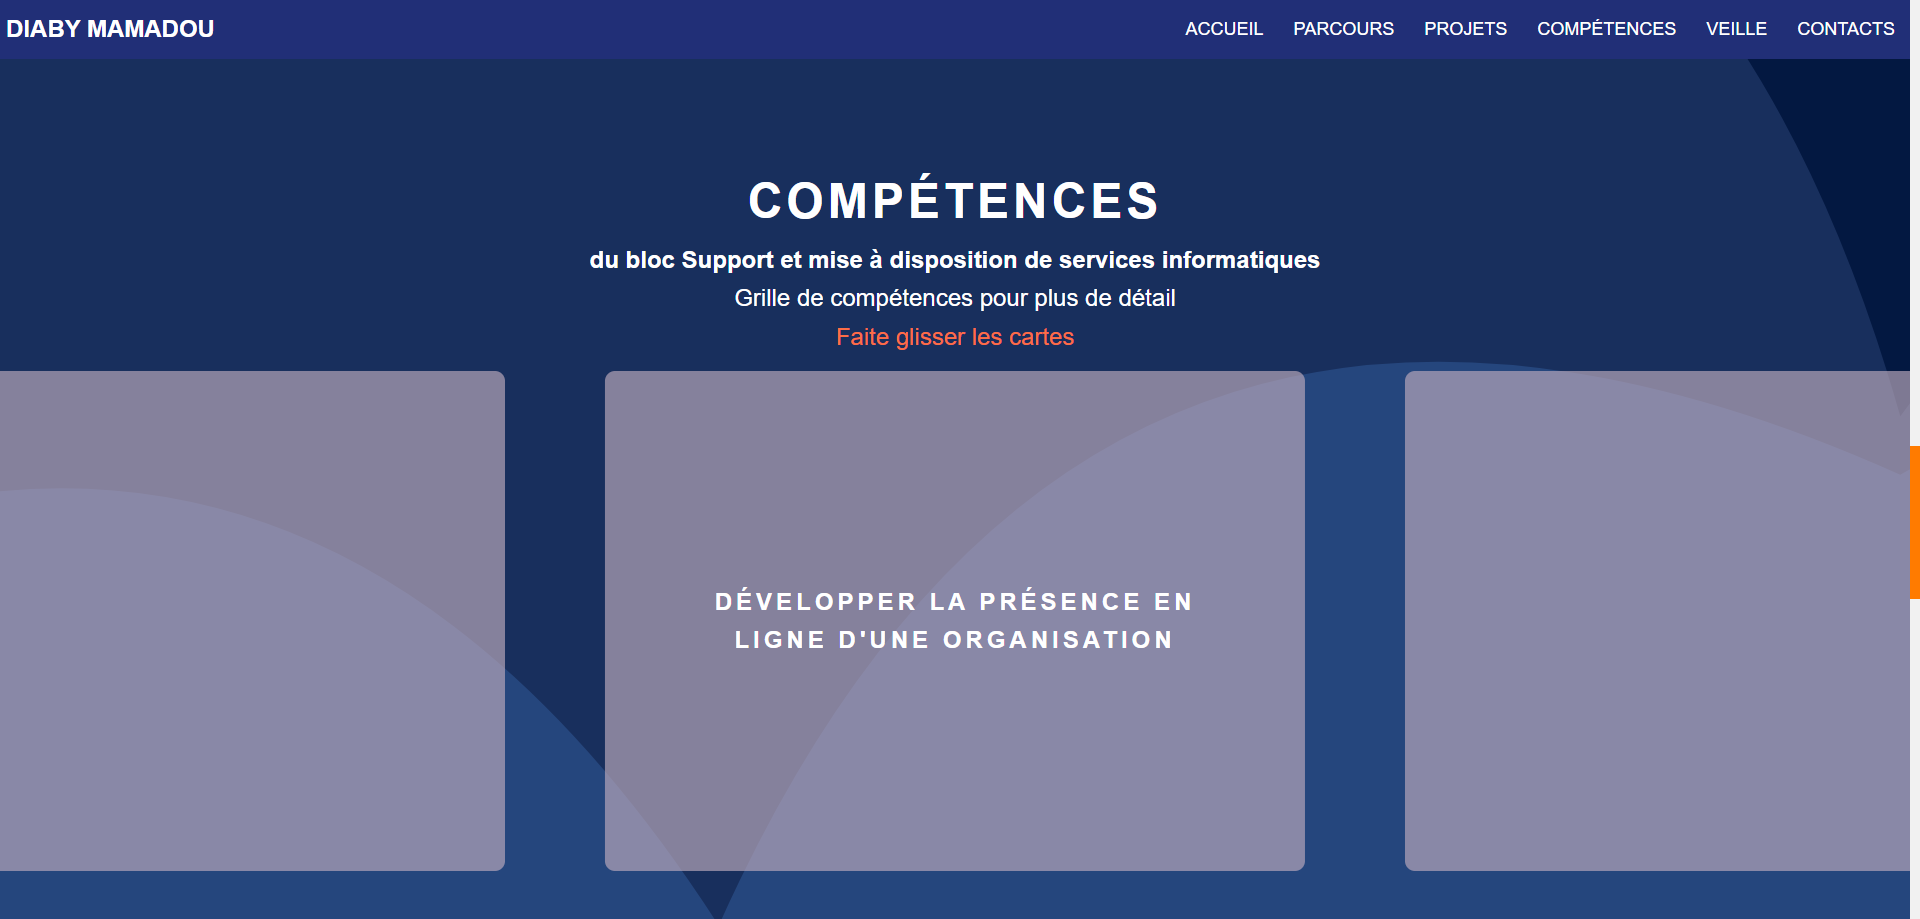 DIABY MAMADOU
ACCUEIL PARCOURS PROJETS COMPÉTENCES VEILLE CONTACTS
COMPÉTENCES
du bloc Support et mise à disposition de services informatiques
Grille de compétences pour plus de détail
Faite glisser les cartes
DÉVELOPPER LA PRÉSENCE EN
LIGNE D'UNE ORGANISATION